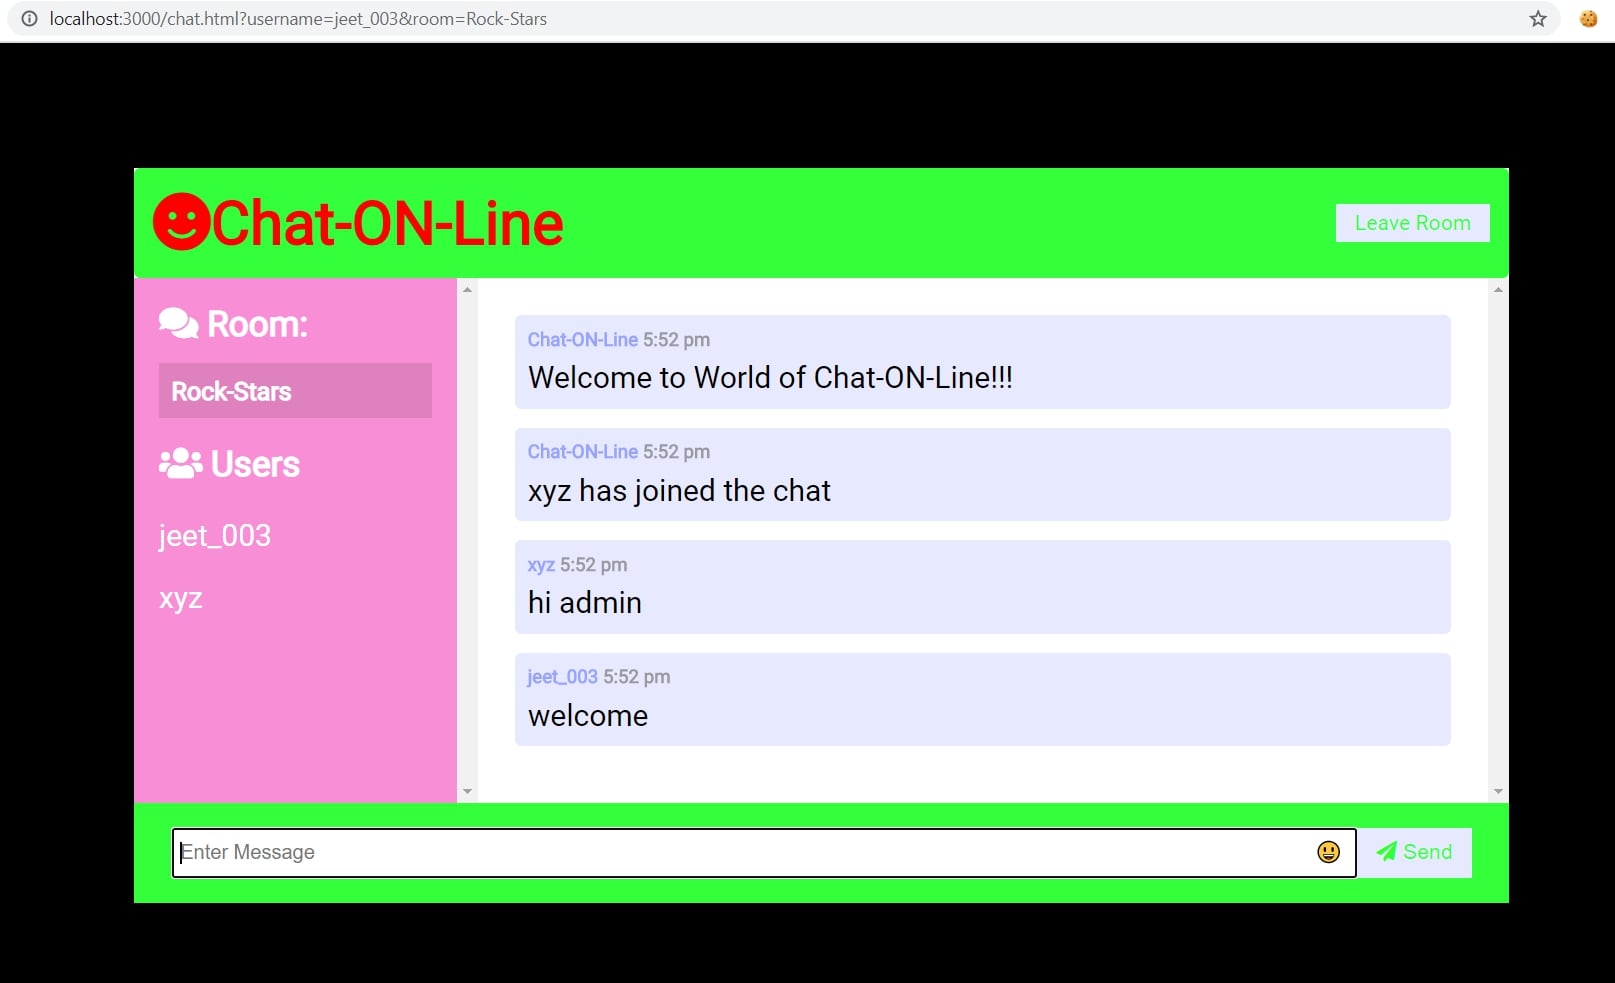 localhost:3000/chat.html?username=jeet_003&room=Rock-Stars
Chat-ON-Line
Leave Room
Room:
Rock-Stars
Users
jeet_003
xyz
Chat-ON-Line 5:52 pm
Welcome to World of Chat-ON-Line!!!
Chat-ON-Line 5:52 pm
xyz has joined the chat
xyz 5:52 pm
hi admin
jeet_003 5:52 pm
welcome
Enter Message
Send